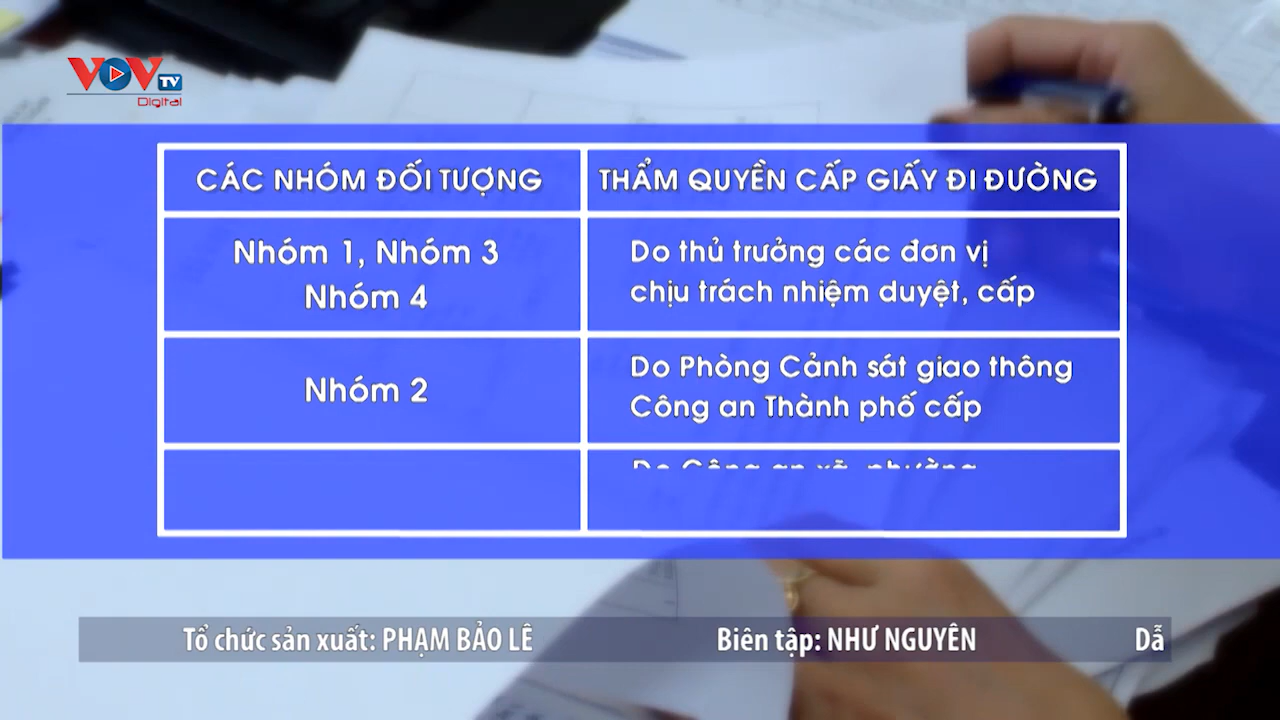 VOV TV
Digital
CÁC NHÓM ĐỐI TƯỢNG
THẨM QUYỀN CẤP GIẤY ĐI ĐƯỜNG
Nhóm 1, Nhóm 3
Nhóm 4
Do thủ trưởng các đơn vị
chịu trách nhiệm duyệt, cấp
Nhóm 2
Do Phòng Cảnh sát giao thông
Công an Thành phố cấp
Tổ chức sản xuất: PHẠM BẢO LÊ
Biên tập: NHƯ NGUYÊN
Dẫ